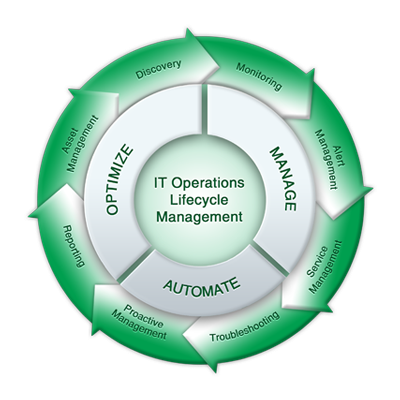 IT Operations
Lifecycle
Management
OPTIMIZE
MANAGE
AUTOMATE
Discovery
Monitoring
Alert
Management
Service
Management
Troubleshooting
Proactive
Management
Reporting
Asset
Management